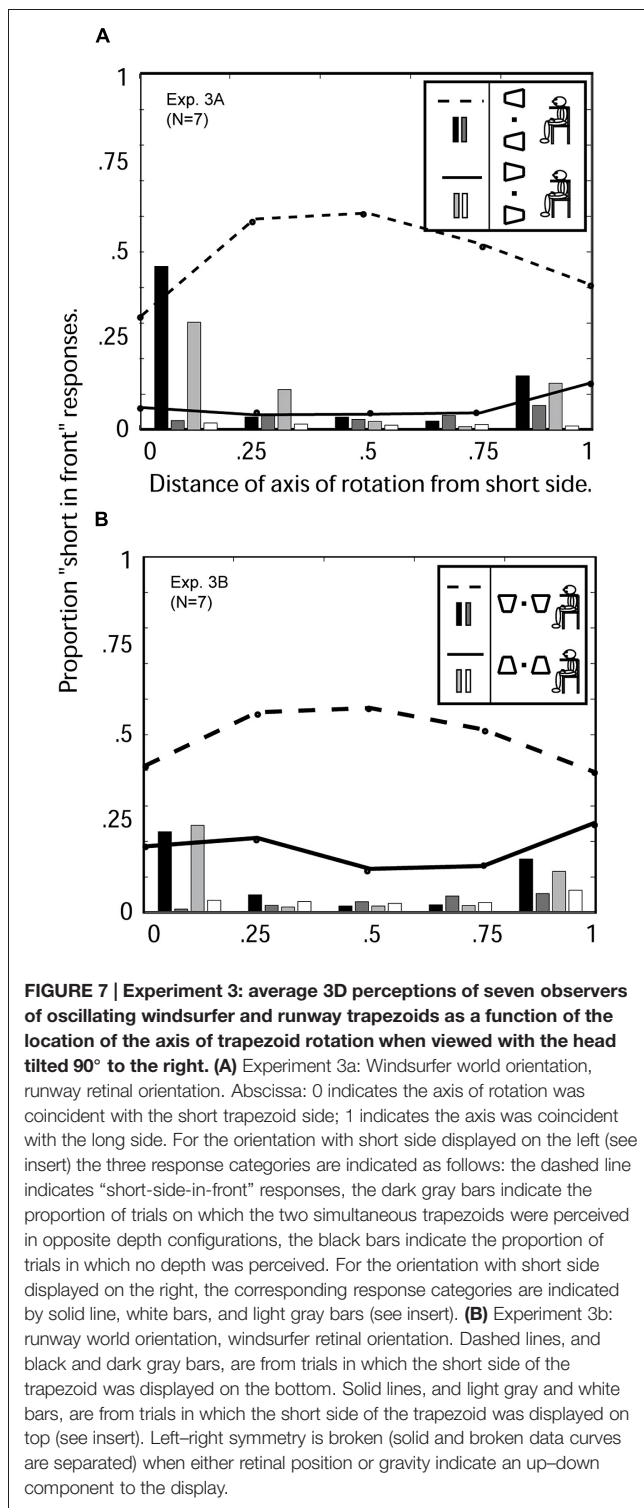 A
1
Exp. 3A
(N=7)
.75
.5
.25
0
0 .25 .5 .75 1
Distance of axis of rotation from short side.
Proportion "short in front" responses.
B
1
Exp. 3B
(N=7)
.75
.5
.25
0
0 .25 .5 .75 1
FIGURE 7 | Experiment 3: average 3D perceptions of seven observers
of oscillating windsurfer and runway trapezoids as a function of the
location of the axis of trapezoid rotation when viewed with the head
tilted 90° to the right. (A) Experiment 3a: Windsurfer world orientation,
runway retinal orientation. Abscissa: 0 indicates the axis of rotation was
coincident with the short trapezoid side; 1 indicates the axis was coincident
with the long side. For the orientation with short side displayed on the left (see
insert) the three response categories are indicated as follows: the dashed line
indicates “short-side-in-front” responses, the dark gray bars indicate the
proportion of trials on which the two simultaneous trapezoids were perceived
in opposite depth configurations, the black bars indicate the proportion of
trials in which no depth was perceived. For the orientation with short side
displayed on the right, the corresponding response categories are indicated
by solid line, white bars, and light gray bars (see insert). (B) Experiment 3b:
runway world orientation, windsurfer retinal orientation. Dashed lines, and
black and dark gray bars, are from trials in which the short side of the
trapezoid was displayed on the bottom. Solid lines, and light gray and white
bars, are from trials in which the short side of the trapezoid was displayed on
top (see insert). Left–right symmetry is broken (solid and broken data curves
are separated) when either retinal position or gravity indicate an up–down
component to the display.